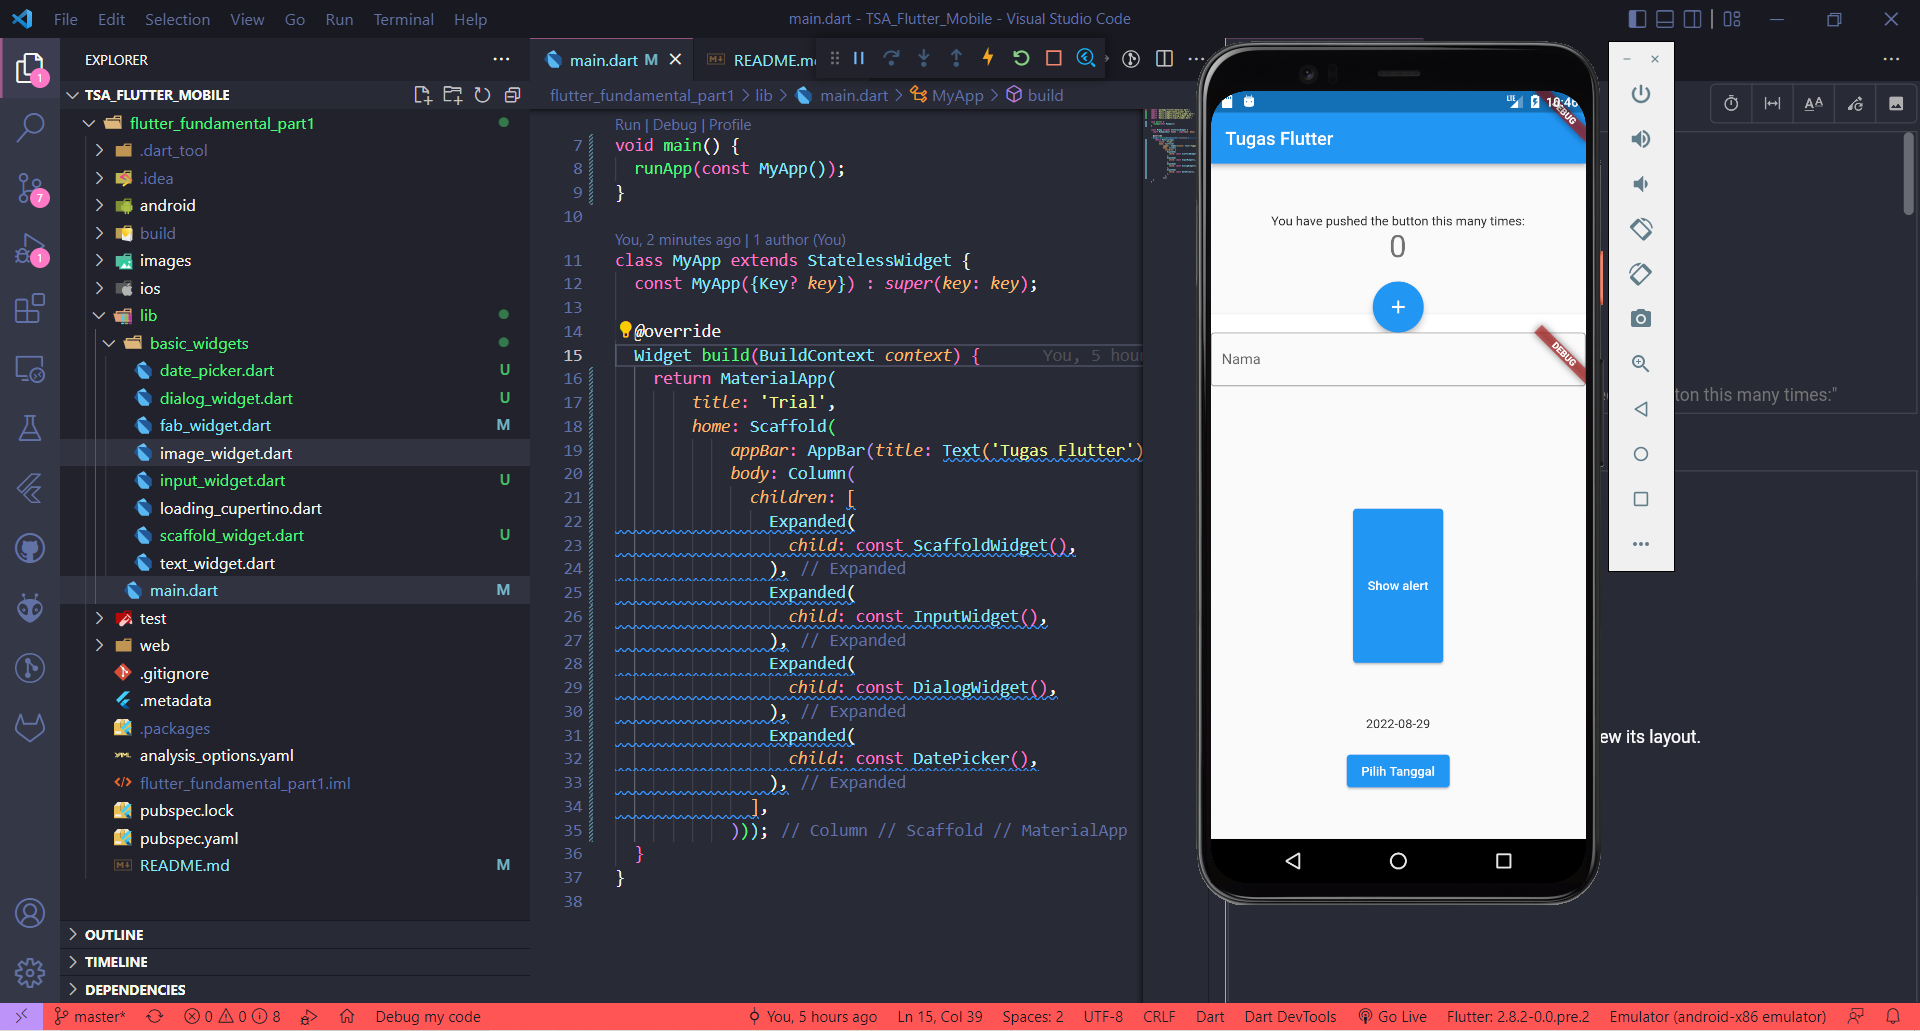 File Edit Selection View Go Run Terminal Help
main.dart - TSA_Flutter_Mobile - Visual Studio Code
EXPLORER
TSA_FLUTTER_MOBILE
flutter_fundamental_part1
.dart_tool
.idea
android
build
images
ios
lib
basic_widgets
date_picker.dart U
dialog_widget.dart U
fab_widget.dart M
image_widget.dart
input_widget.dart U
loading_cupertino.dart
scaffold_widget.dart U
text_widget.dart
main.dart M
test
web
.gitignore
.metadata
.packages
analysis_options.yaml
flutter_fundamental_part1.iml
pubspec.lock
pubspec.yaml
README.md M
OUTLINE
TIMELINE
DEPENDENCIES
1
7
1
main.dart M
README.m
flutter_fundamental_part1 > lib > main.dart > MyApp > build
Run | Debug | Profile
7 void main() {
8 runApp(const MyApp());
9 }
10
You, 2 minutes ago | 1 author (You)
11 class MyApp extends StatelessWidget {
12 const MyApp({Key? key}) : super(key: key);
13
14 @override
15 Widget build(BuildContext context) { You, 5 hour
16 return MaterialApp(
17 title: 'Trial',
18 home: Scaffold(
19 appBar: AppBar(title: Text('Tugas Flutter')
20 body: Column(
21 children: [
22 Expanded(
23 child: const ScaffoldWidget(),
24 ), // Expanded
25 Expanded(
26 child: const InputWidget(),
27 ), // Expanded
28 Expanded(
29 child: const DialogWidget(),
30 ), // Expanded
31 Expanded(
32 child: const DatePicker(),
33 ), // Expanded
34 ],
35 ))); // Column // Scaffold // MaterialApp
36 }
37 }
38
LTE 10:46
DEBUG
Tugas Flutter
You have pushed the button this many times:
0
+
Nama
DEBUG
Show alert
2022-08-29
Pilih Tanggal
ton this many times:"
ew its layout.
master* 0 0 8 Debug my code You, 5 hours ago Ln 15, Col 39 Spaces: 2 UTF-8 CRLF Dart Dart DevTools Go Live Flutter: 2.8.2-0.0.pre.2 Emulator (android-x86 emulator)